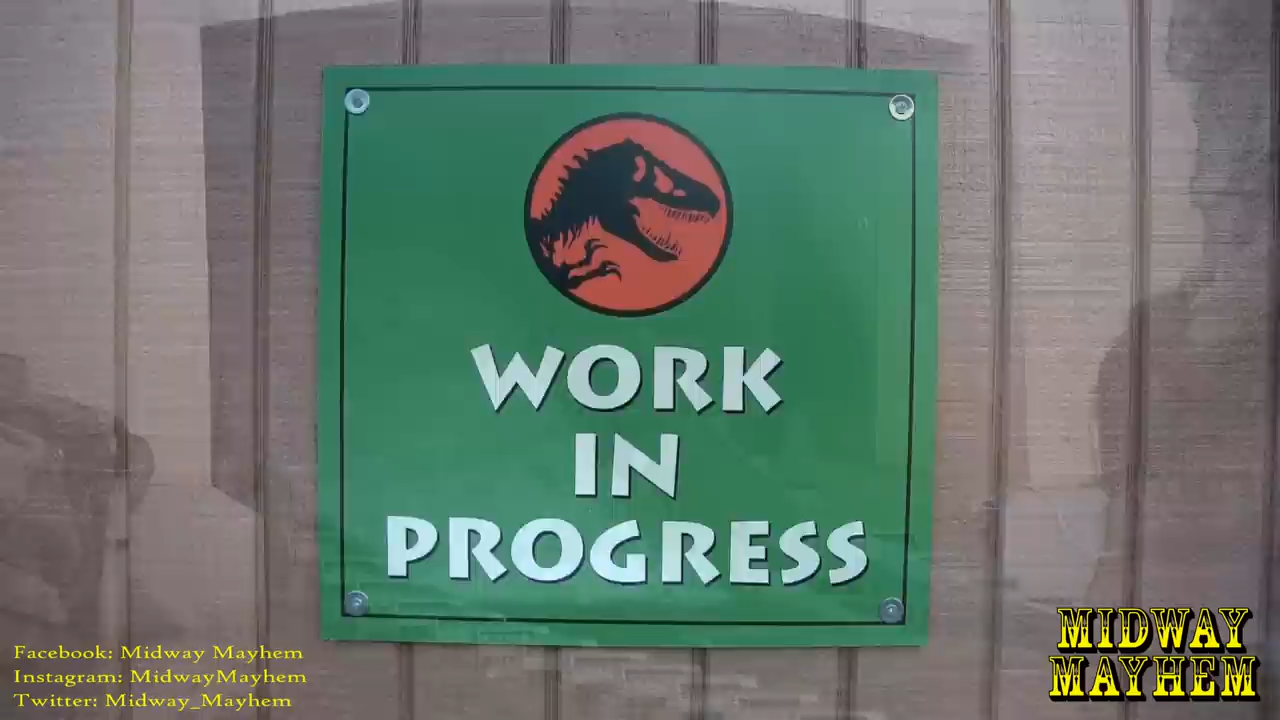 WORK
IN
PROGRESS
Facebook: Midway Mayhem
Instagram: MidwayMayhem
Twitter: Midway_Mayhem
MIDWAY
MAYHEM